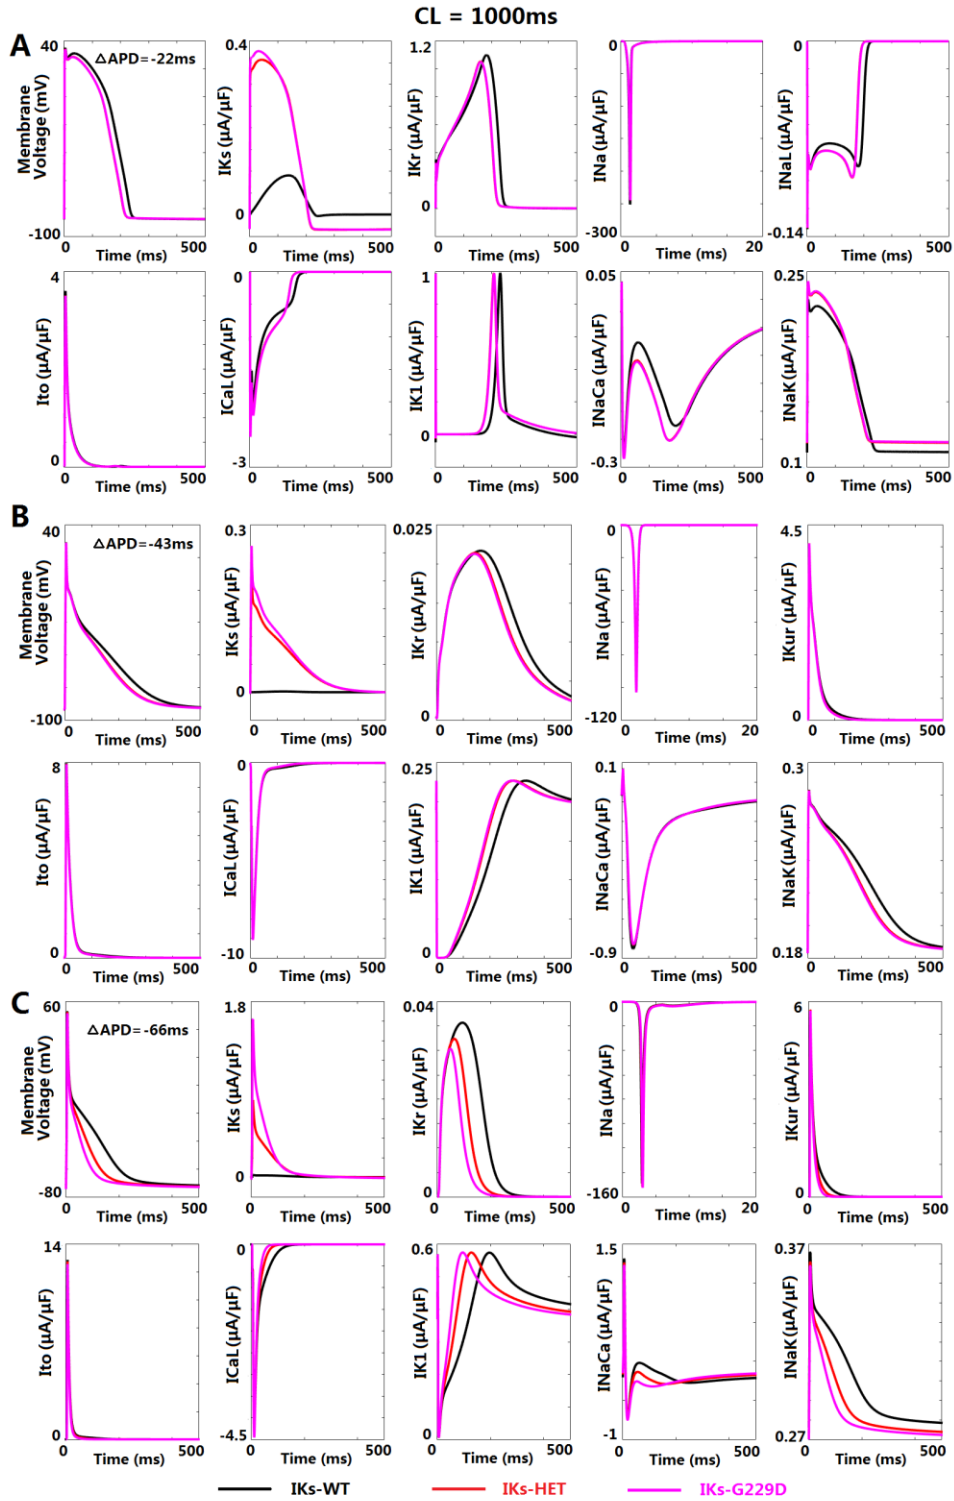 CL = 1000ms
A
40
△APD=-22ms
-100
0
500
Time (ms)
Membrane
Voltage (mV)
0.4
0
0
500
Time (ms)
IKs (μA/μF)
1.2
0
0
500
Time (ms)
IKr (μA/μF)
0
-300
0
20
Time (ms)
INa (μA/μF)
0
-0.14
0
500
Time (ms)
INaL (μA/μF)
4
0
0
500
Time (ms)
Ito (μA/μF)
0
-3
0
500
Time (ms)
ICaL (μA/μF)
1
0
0
500
Time (ms)
IK1 (μA/μF)
0.05
-0.3
0
500
Time (ms)
INaCa (μA/μF)
0.25
0.1
0
500
Time (ms)
INaK (μA/μF)
B
40
△APD=-43ms
-100
0
500
Time (ms)
Membrane
Voltage (mV)
0.3
0
0
500
Time (ms)
IKs (μA/μF)
0.025
0
0
500
Time (ms)
IKr (μA/μF)
0
-120
0
20
Time (ms)
INa (μA/μF)
4.5
0
0
500
Time (ms)
IKur (μA/μF)
8
0
0
500
Time (ms)
Ito (μA/μF)
0
-10
0
500
Time (ms)
ICaL (μA/μF)
0.25
0
0
500
Time (ms)
IK1 (μA/μF)
0.1
-0.9
0
500
Time (ms)
INaCa (μA/μF)
0.3
0.18
0
500
Time (ms)
INaK (μA/μF)
C
60
△APD= -66ms
-80
0
500
Time (ms)
Membrane
Voltage (mV)
1.8
0
0
500
Time (ms)
IKs (μA/μF)
0.04
0
0
500
Time (ms)
IKr (μA/μF)
0
-160
0
20
Time (ms)
INa (μA/μF)
6
0
0
500
Time (ms)
IKur (μA/μF)
14
0
0
500
Time (ms)
Ito (μA/μF)
0
-4.5
0
500
Time (ms)
ICaL (μA/μF)
0.6
0
0
500
Time (ms)
IK1 (μA/μF)
1.5
-1
0
500
Time (ms)
INaCa (μA/μF)
0.37
0.27
0
500
Time (ms)
INaK (μA/μF)
IKs-WT
IKs-HET
IKs-G229D